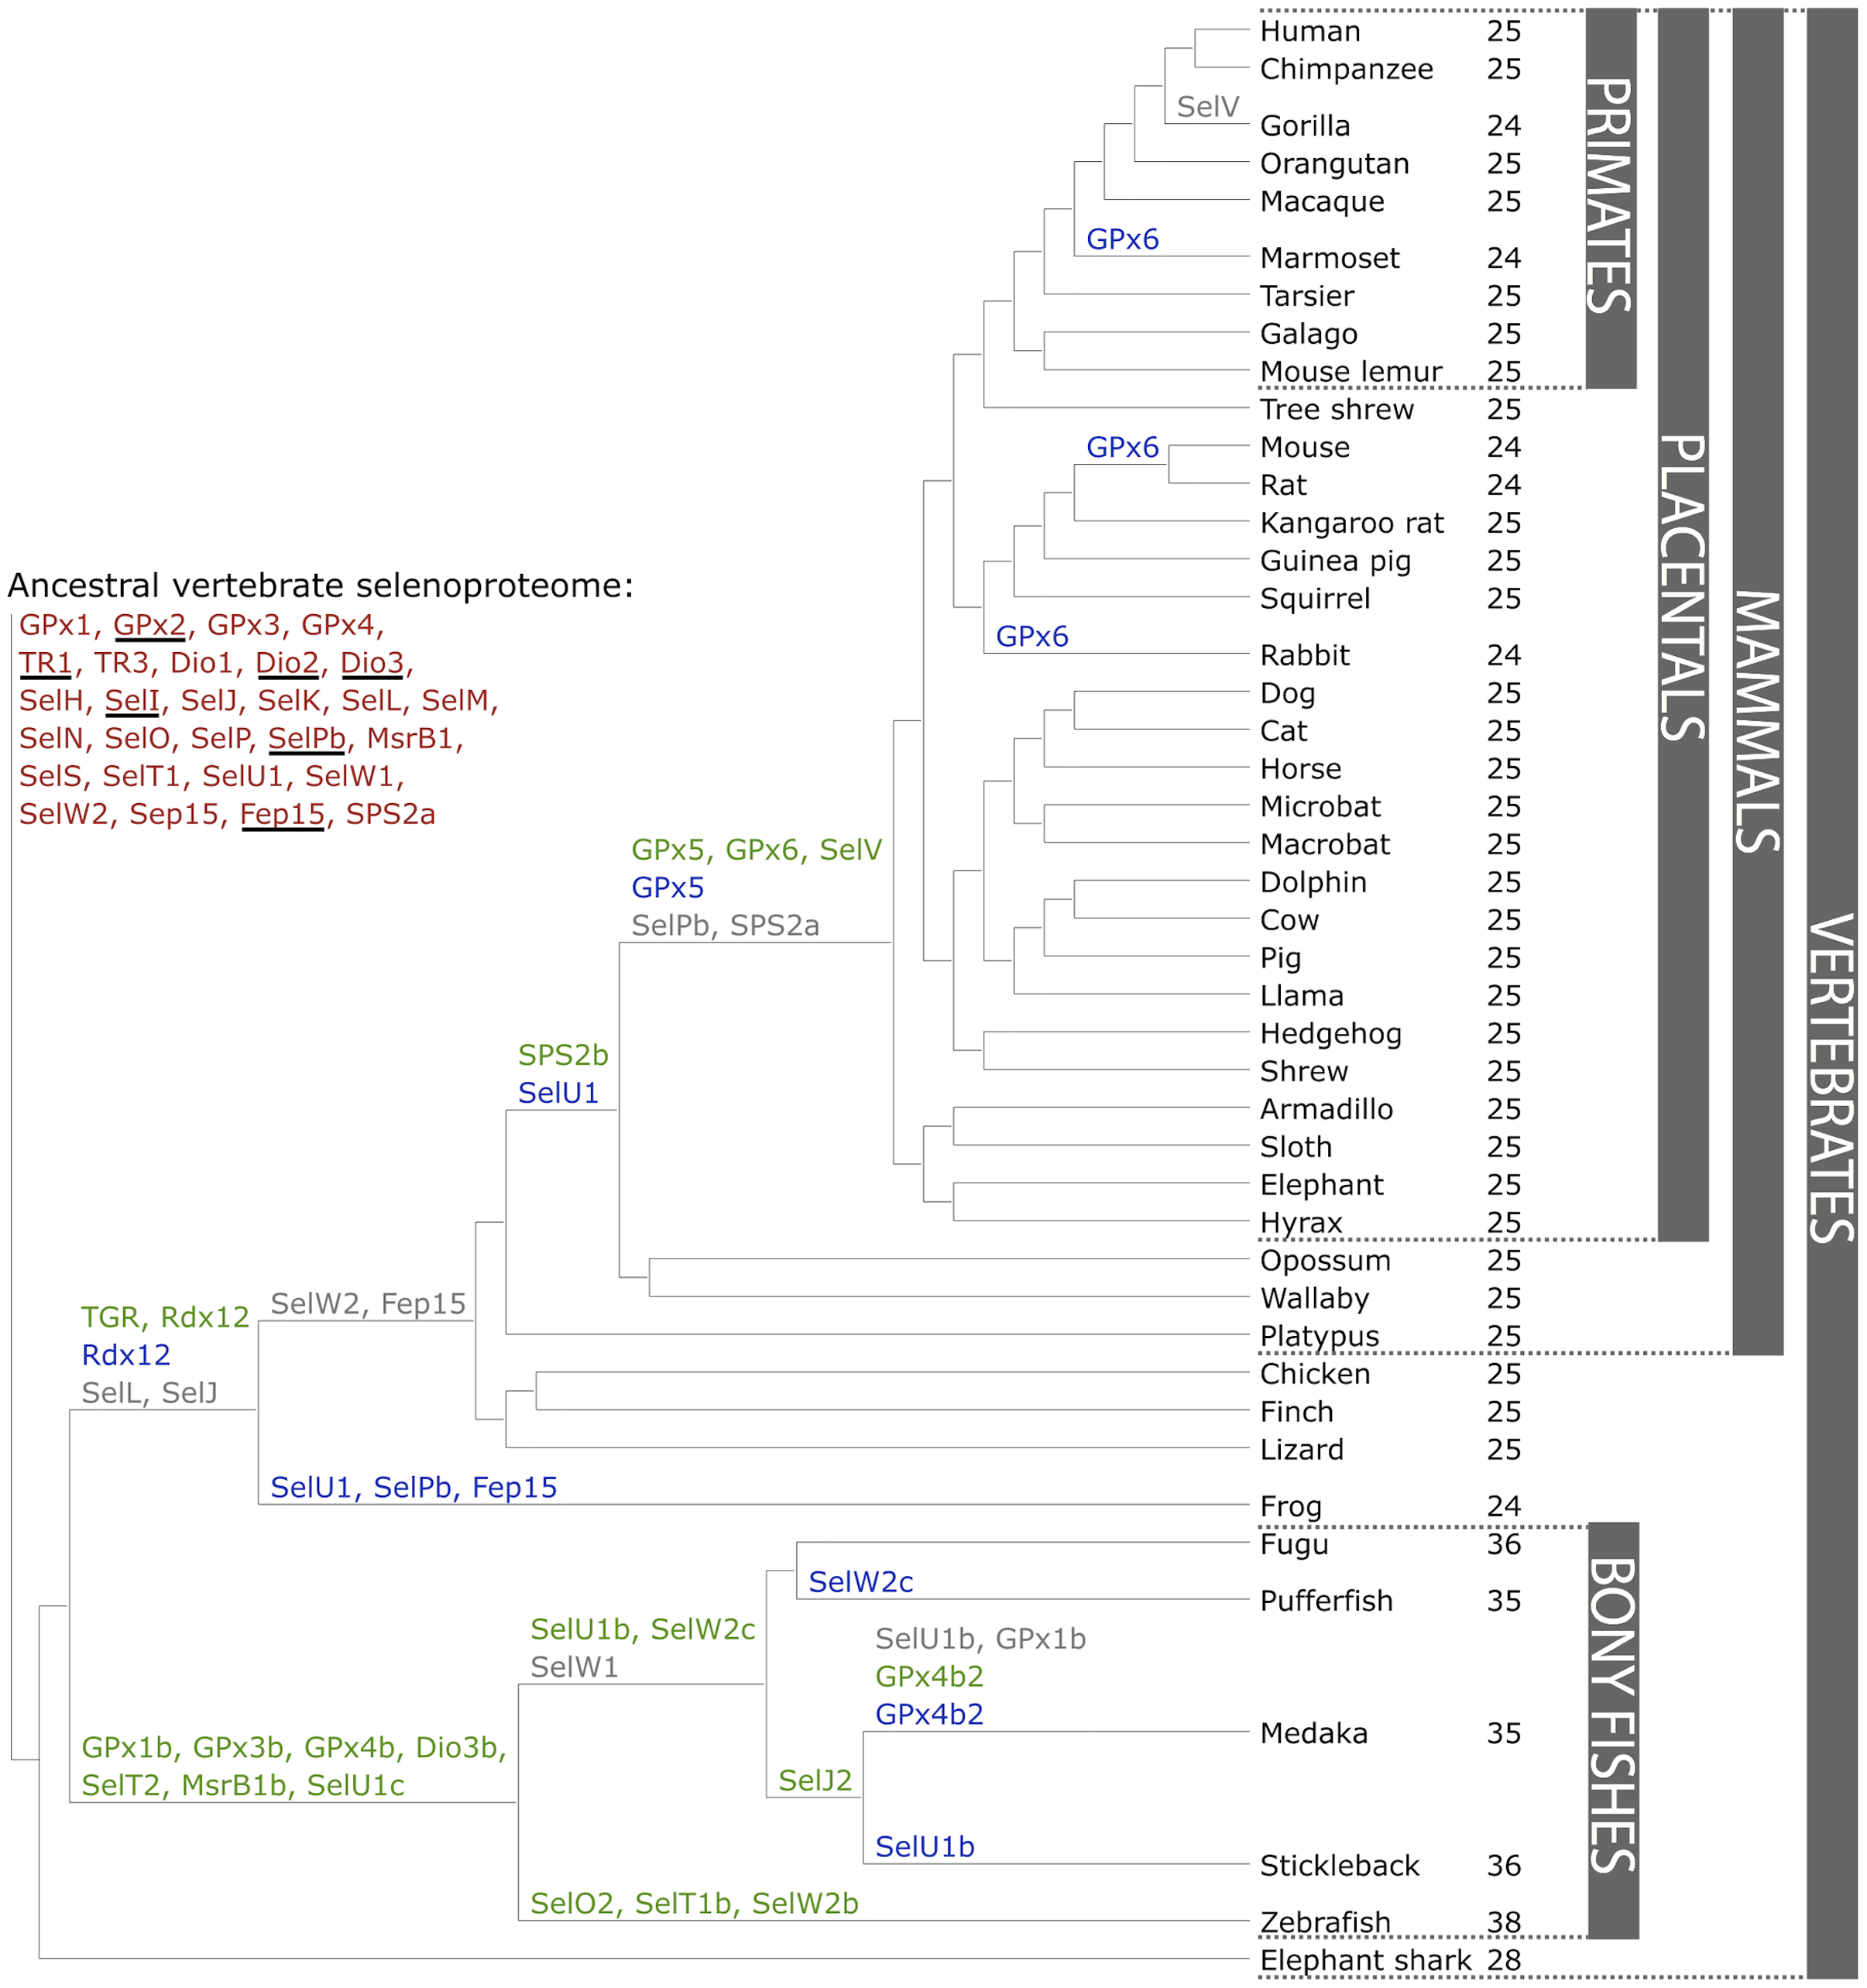 Human 25
Chimpanzee 25
SelV
Gorilla 24
Orangutan 25
Macaque 25
GPx6
Marmoset 24
Tarsier 25
Galago 25
Mouse lemur 25
Tree shrew 25
GPx6
Mouse 24
Rat 24
Kangaroo rat 25
Guinea pig 25
Squirrel 25
GPx6
Rabbit 24
Dog 25
Cat 25
Horse 25
Microbat 25
Macrobat 25
Dolphin 25
Cow 25
Pig 25
Llama 25
Hedgehog 25
Shrew 25
Armadillo 25
Sloth 25
Elephant 25
Hyrax 25
Opossum 25
Wallaby 25
Platypus 25
Chicken 25
Finch 25
Lizard 25
Frog 24
Fugu 36
Pufferfish 35
Medaka 35
Stickleback 36
Zebrafish 38
Elephant shark 28
PRIMATES
PLACENTALS
MAMMALS
VERTEBRATES
BONY FISHES
Ancestral vertebrate selenoproteome:
GPx1, GPx2, GPx3, GPx4,
TR1, TR3, Dio1, Dio2, Dio3,
SelH, SelI, SelJ, SelK, SelL, SelM,
SelN, SelO, SelP, SelPb, MsrB1,
SelS, SelT1, SelU1, SelW1,
SelW2, Sep15, Fep15, SPS2a
GPx5, GPx6, SelV
GPx5
SelPb, SPS2a
SPS2b
SelU1
SelW2, Fep15
TGR, Rdx12
Rdx12
SelL, SelJ
SelU1, SelPb, Fep15
SelW2c
SelU1b, SelW2c
SelW1
SelU1b, GPx1b
GPx4b2
GPx4b2
GPx1b, GPx3b, GPx4b, Dio3b,
SelT2, MsrB1b, SelU1c
SelJ2
SelU1b
SelO2, SelT1b, SelW2b